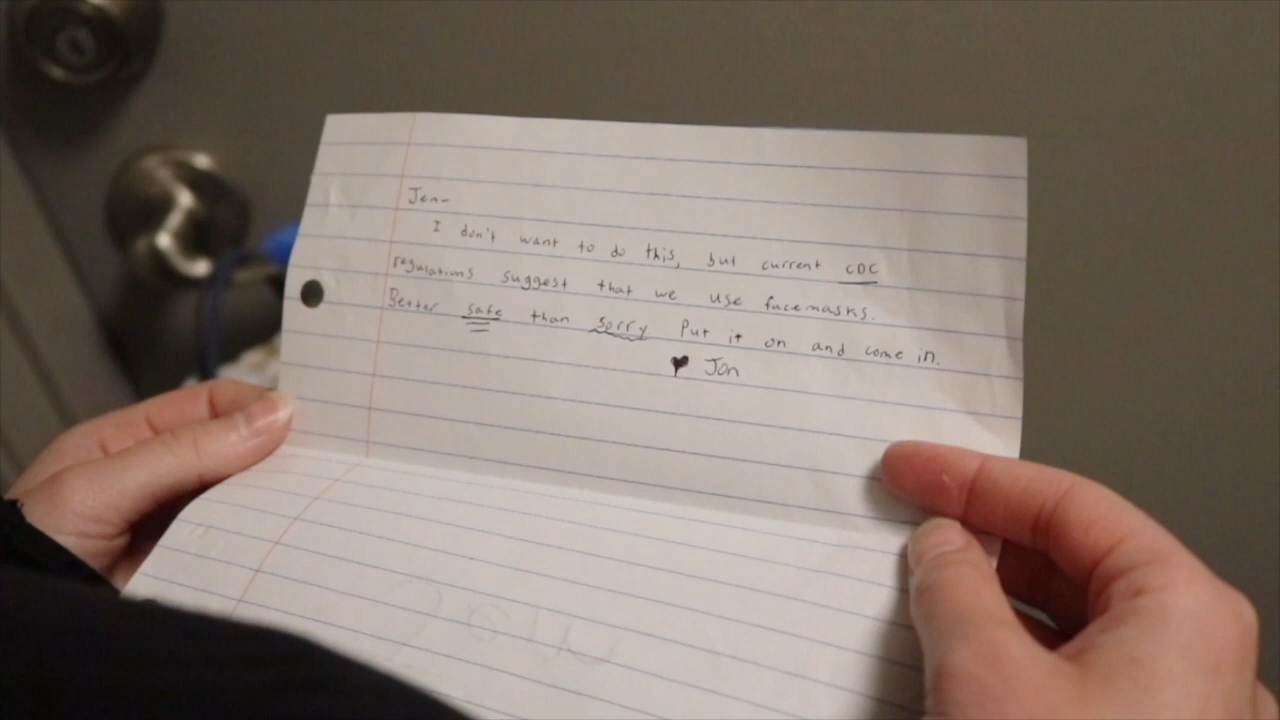 Jen-
I don't want to do this, but current CDC
regulations suggest that we use facemasks.
Better safe than sorry Put it on and come in.
♥ Jon